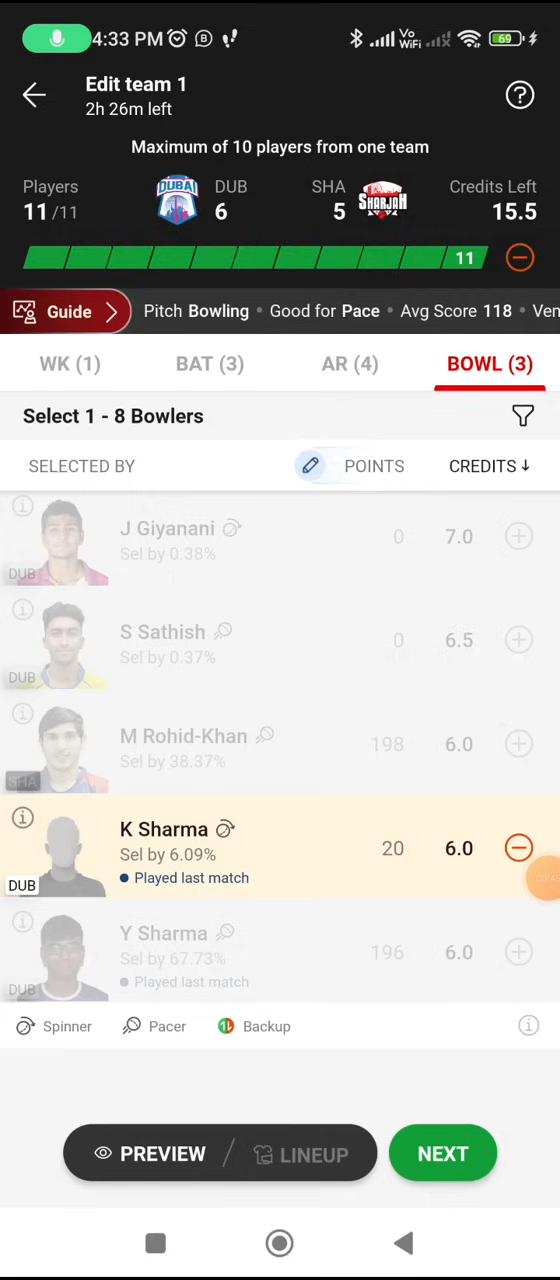 4:33 PM B Vo WiFi 69
Edit team 1
2h 26m left
Maximum of 10 players from one team
Players DUBAI DUB SHA SHARJAH Credits Left
11/11 6 5 15.5
11
Guide Pitch Bowling • Good for Pace • Avg Score 118 • Ven
WK (1) BAT (3) AR (4) BOWL (3)
Select 1 - 8 Bowlers
SELECTED BY POINTS CREDITS↓
J Giyanani 0 7.0
Sel by 0.38%
DUB
S Sathish 0 6.5
Sel by 0.37%
DUB
M Rohid-Khan 198 6.0
Sel by 38.37%
SHA
K Sharma 20 6.0
Sel by 6.09%
DUB • Played last match
Y Sharma 196 6.0
Sel by 67.73%
DUB • Played last match
Spinner Pacer Backup
PREVIEW / LINEUP NEXT